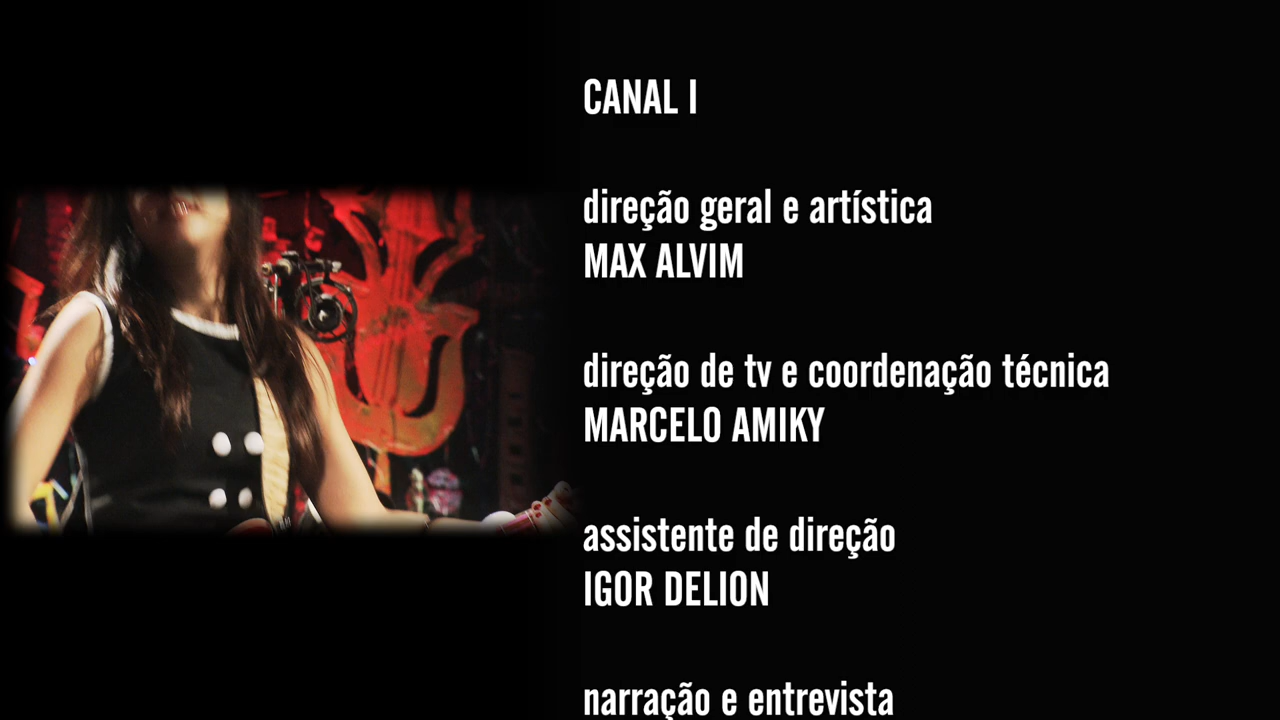 CANAL I
direção geral e artística
MAX ALVIM
direção de tv e coordenação técnica
MARCELO AMIKY
assistente de direção
IGOR DELION
narração e entrevista